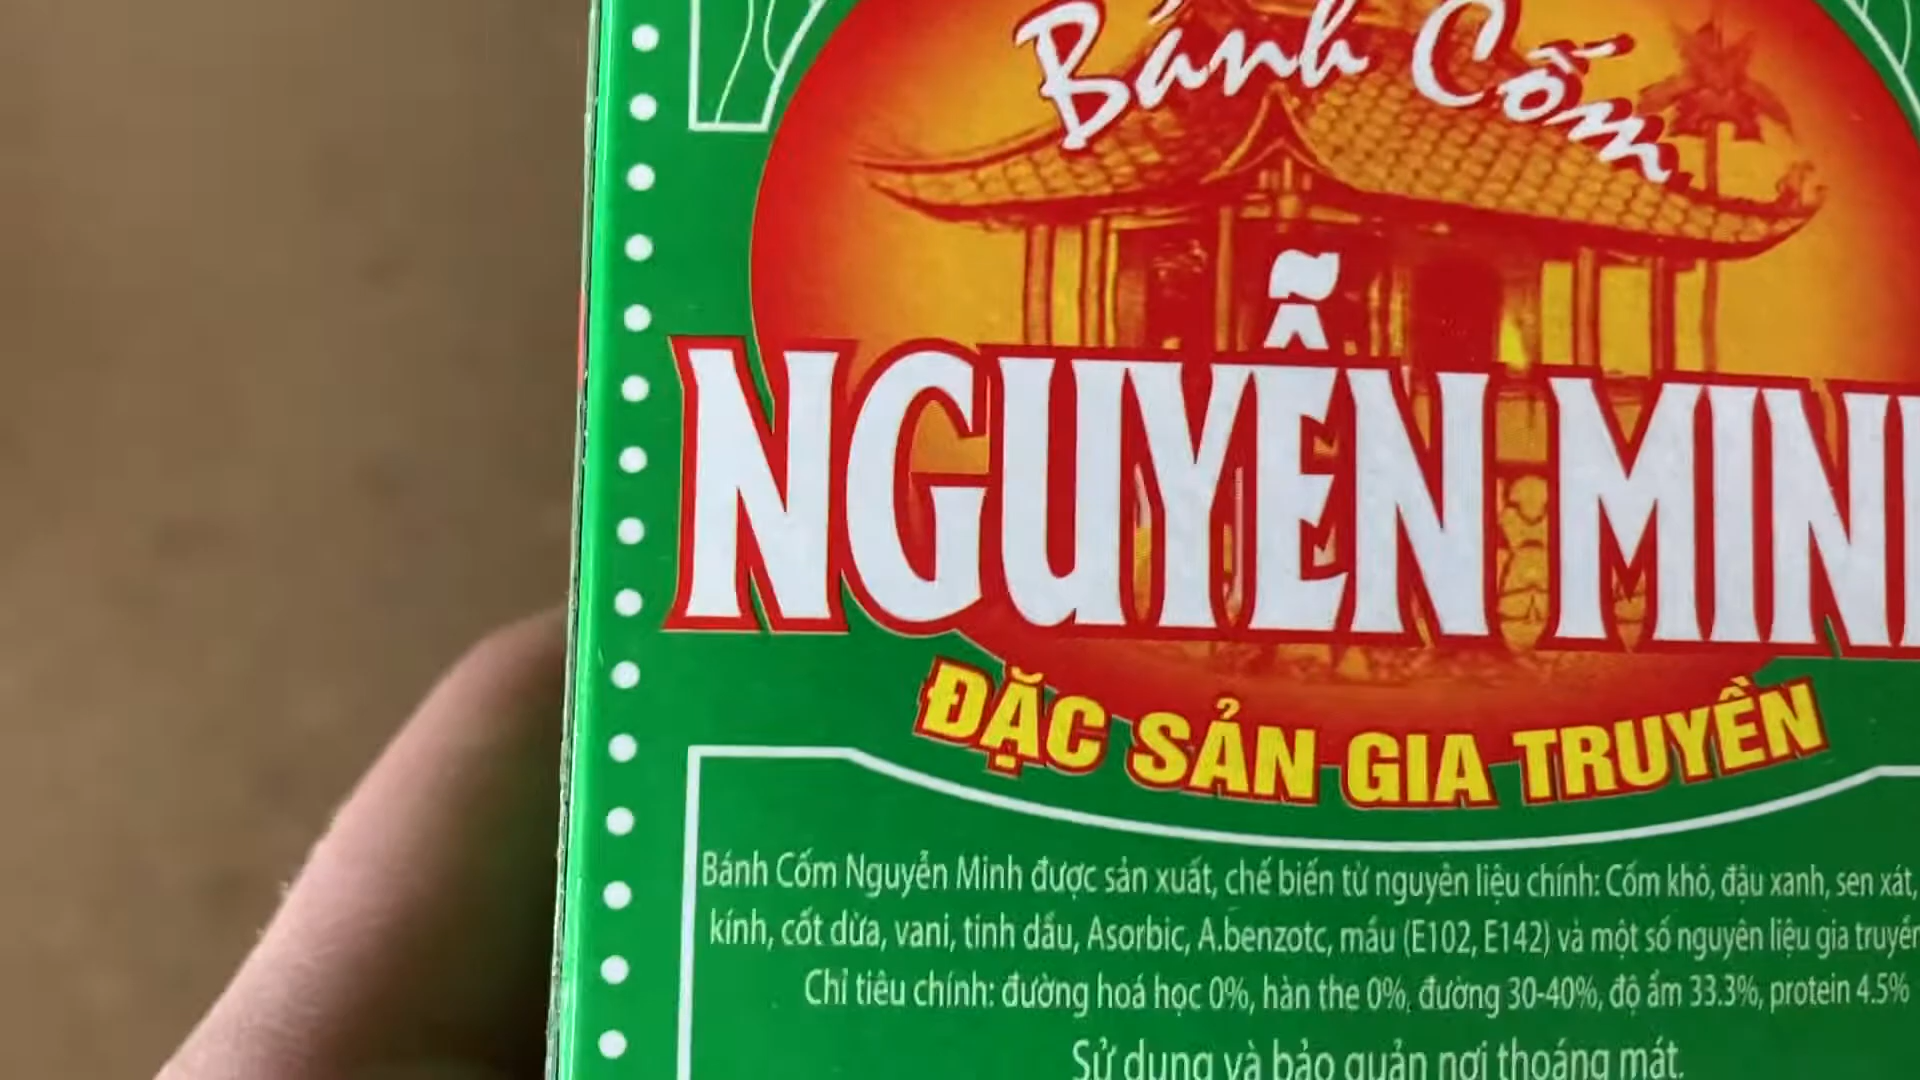 Bánh Cốm
NGUYỄN MINH
ĐẶC SẢN GIA TRUYỀN
Bánh Cốm Nguyễn Minh được sản xuất, chế biến từ nguyên liệu chính: Cốm khô, đậu xanh, sen xát,
kính, cốt dừa, vani, tinh dầu, Asorbic, A.benzotc, mầu (E102, E142) và một số nguyên liệu gia truyền
Chỉ tiêu chính: đường hoá học 0%, hàn the 0%, đường 30-40%, độ ẩm 33.3%, protein 4.5%
Sử dụng và bảo quản nơi thoáng mát.